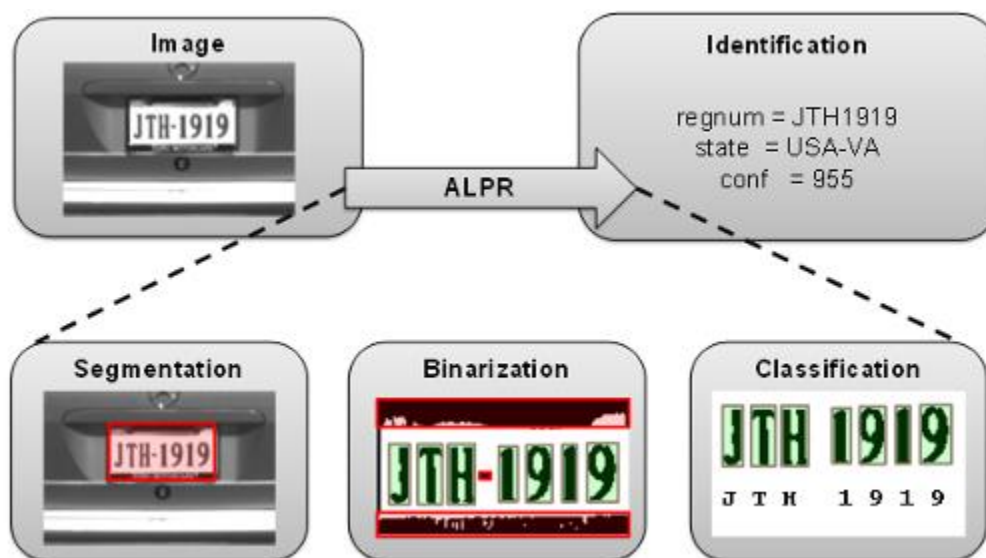 Image
JTH-1919
Identification
regnum = JTH1919
state = USA-VA
conf = 955
ALPR
Segmentation
JTH-1919
Binarization
JTH-1919
Classification
JTH 1919
J T H 1 9 1 9